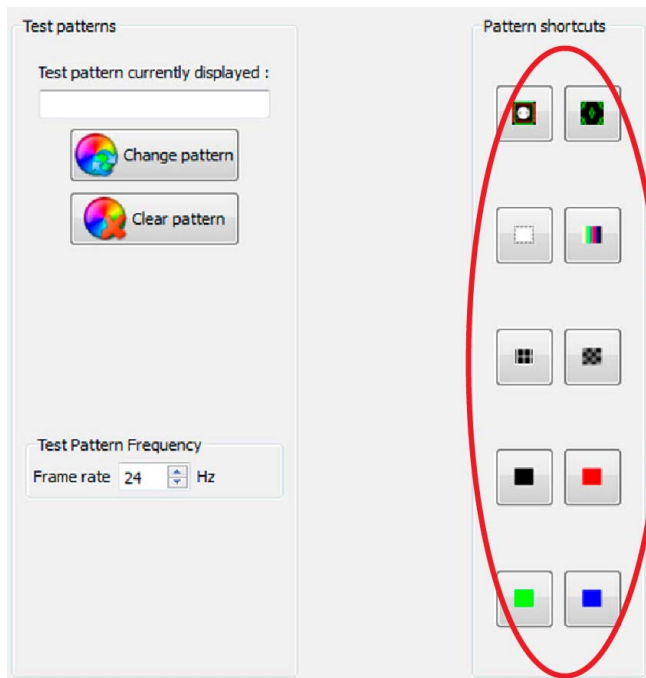 Test patterns
Test pattern currently displayed :
Change pattern
Clear pattern
Test Pattern Frequency
Frame rate 24 Hz
Pattern shortcuts